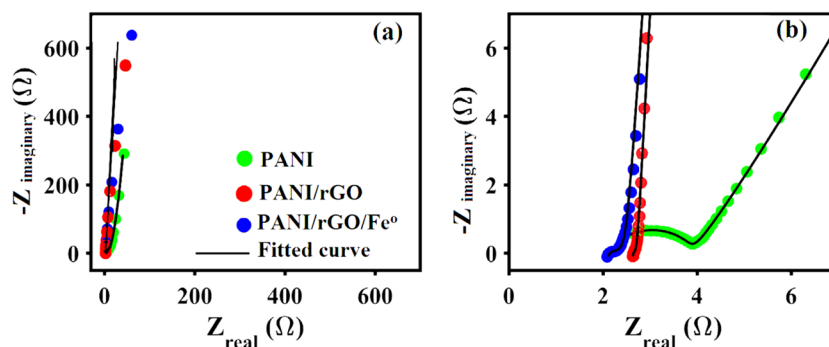 (a)
-Z imaginary (Ω)
600
400
200
0
0
200
400
600
Z real (Ω)
PANI
PANI/rGO
PANI/rGO/Feº
Fitted curve
(b)
-Z imaginary (Ω)
6
4
2
0
0
2
4
6
Z real (Ω)